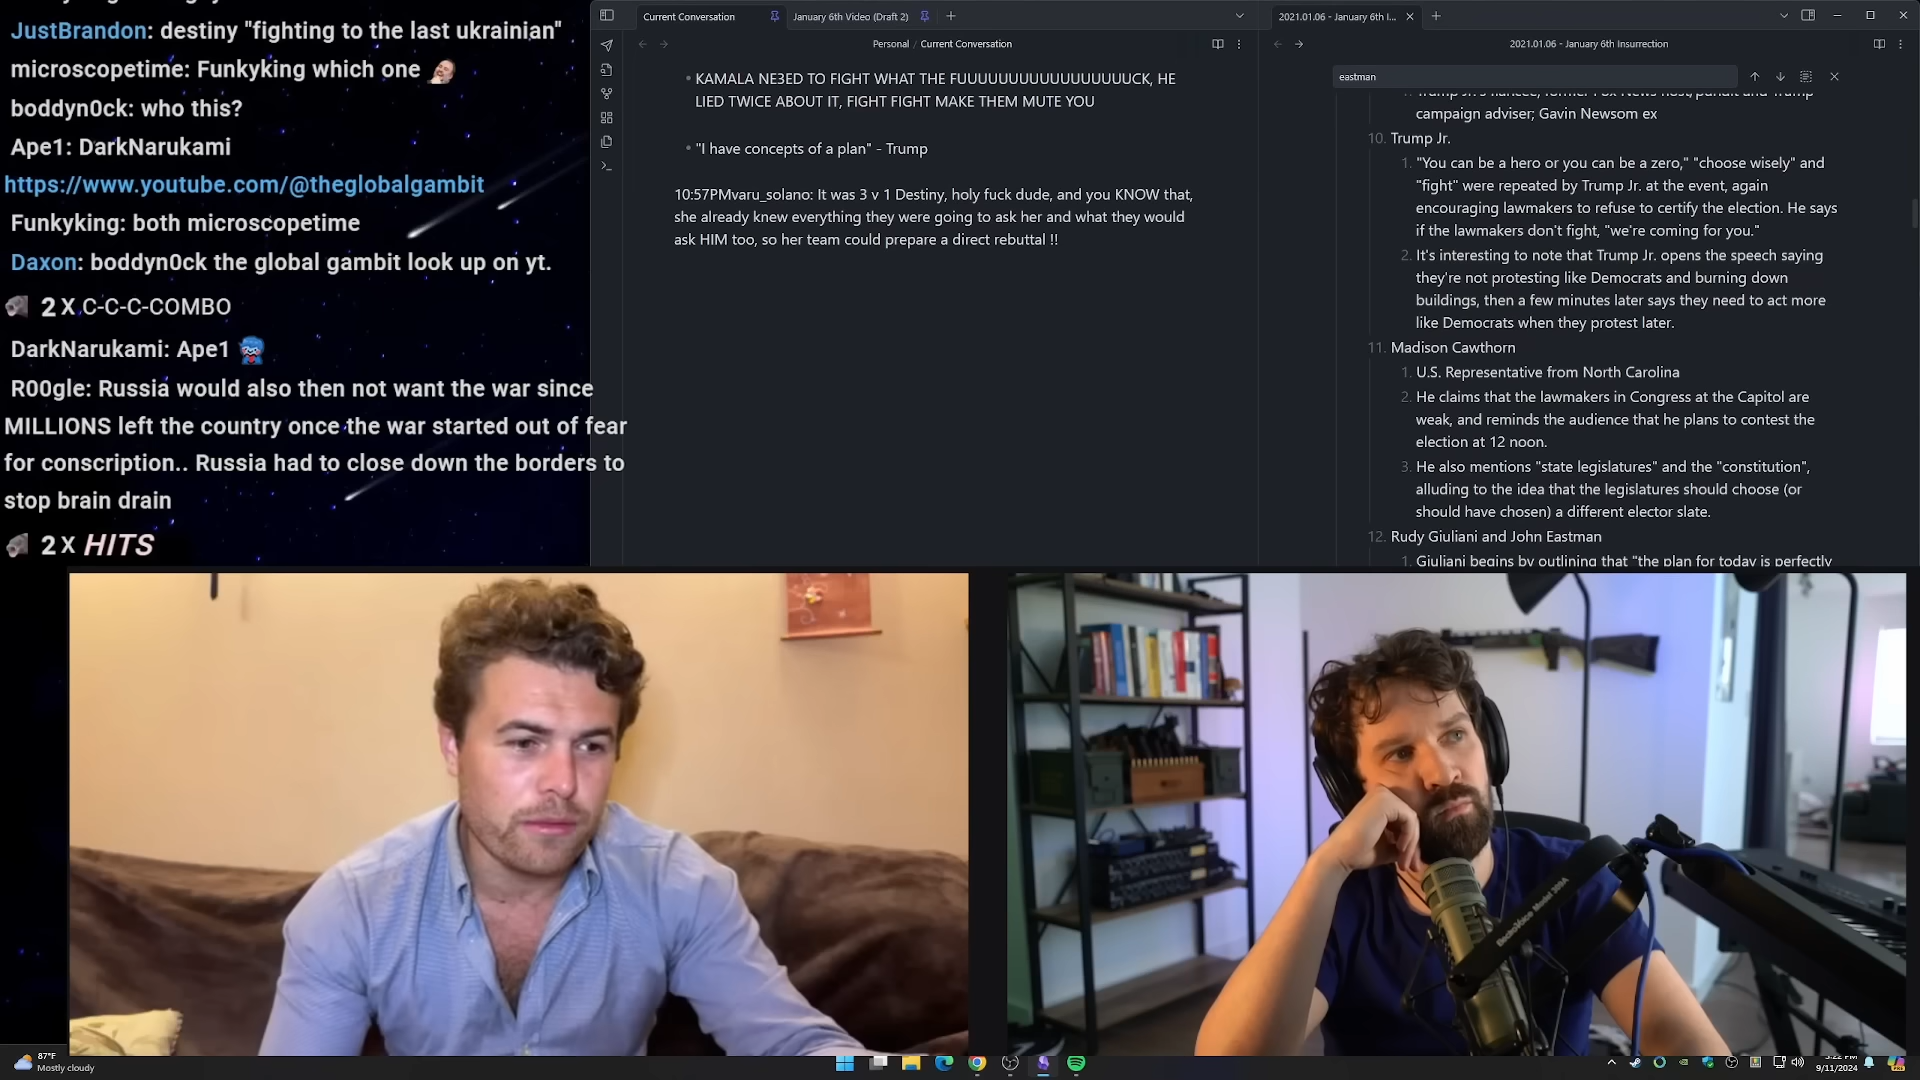 JustBrandon: destiny "fighting to the last ukrainian"
microscopetime: Funkyking which one
boddyn0ck: who this?
Ape1: DarkNarukami
https://www.youtube.com/@theglobalgambit
Funkyking: both microscopetime
Daxon: boddyn0ck the global gambit look up on yt.
2 X C-C-C-COMBO
DarkNarukami: Ape1
R00gle: Russia would also then not want the war since
MILLIONS left the country once the war started out of fear
for conscription.. Russia had to close down the borders to
stop brain drain
2 X HITS
Current Conversation
January 6th Video (Draft 2)
Personal / Current Conversation
• KAMALA NE3ED TO FIGHT WHAT THE FUUUUUUUUUUUUUUUUUCK, HE
LIED TWICE ABOUT IT, FIGHT FIGHT MAKE THEM MUTE YOU
• "I have concepts of a plan" - Trump
10:57PMvaru_solano: It was 3 v 1 Destiny, holy fuck dude, and you KNOW that,
she already knew everything they were going to ask her and what they would
ask HIM too, so her team could prepare a direct rebuttal !!
2021.01.06 - January 6th I...
2021.01.06 - January 6th Insurrection
eastman
campaign adviser; Gavin Newsom ex
10. Trump Jr.
1. "You can be a hero or you can be a zero," "choose wisely" and
"fight" were repeated by Trump Jr. at the event, again
encouraging lawmakers to refuse to certify the election. He says
if the lawmakers don't fight, "we're coming for you."
2. It's interesting to note that Trump Jr. opens the speech saying
they're not protesting like Democrats and burning down
buildings, then a few minutes later says they need to act more
like Democrats when they protest later.
11. Madison Cawthorn
1. U.S. Representative from North Carolina
2. He claims that the lawmakers in Congress at the Capitol are
weak, and reminds the audience that he plans to contest the
election at 12 noon.
3. He also mentions "state legislatures" and the "constitution",
alluding to the idea that the legislatures should choose (or
should have chosen) a different elector slate.
12. Rudy Giuliani and John Eastman
1. Giuliani begins by outlining that "the plan for today is perfectly
87°F
Mostly cloudy
9/11/2024